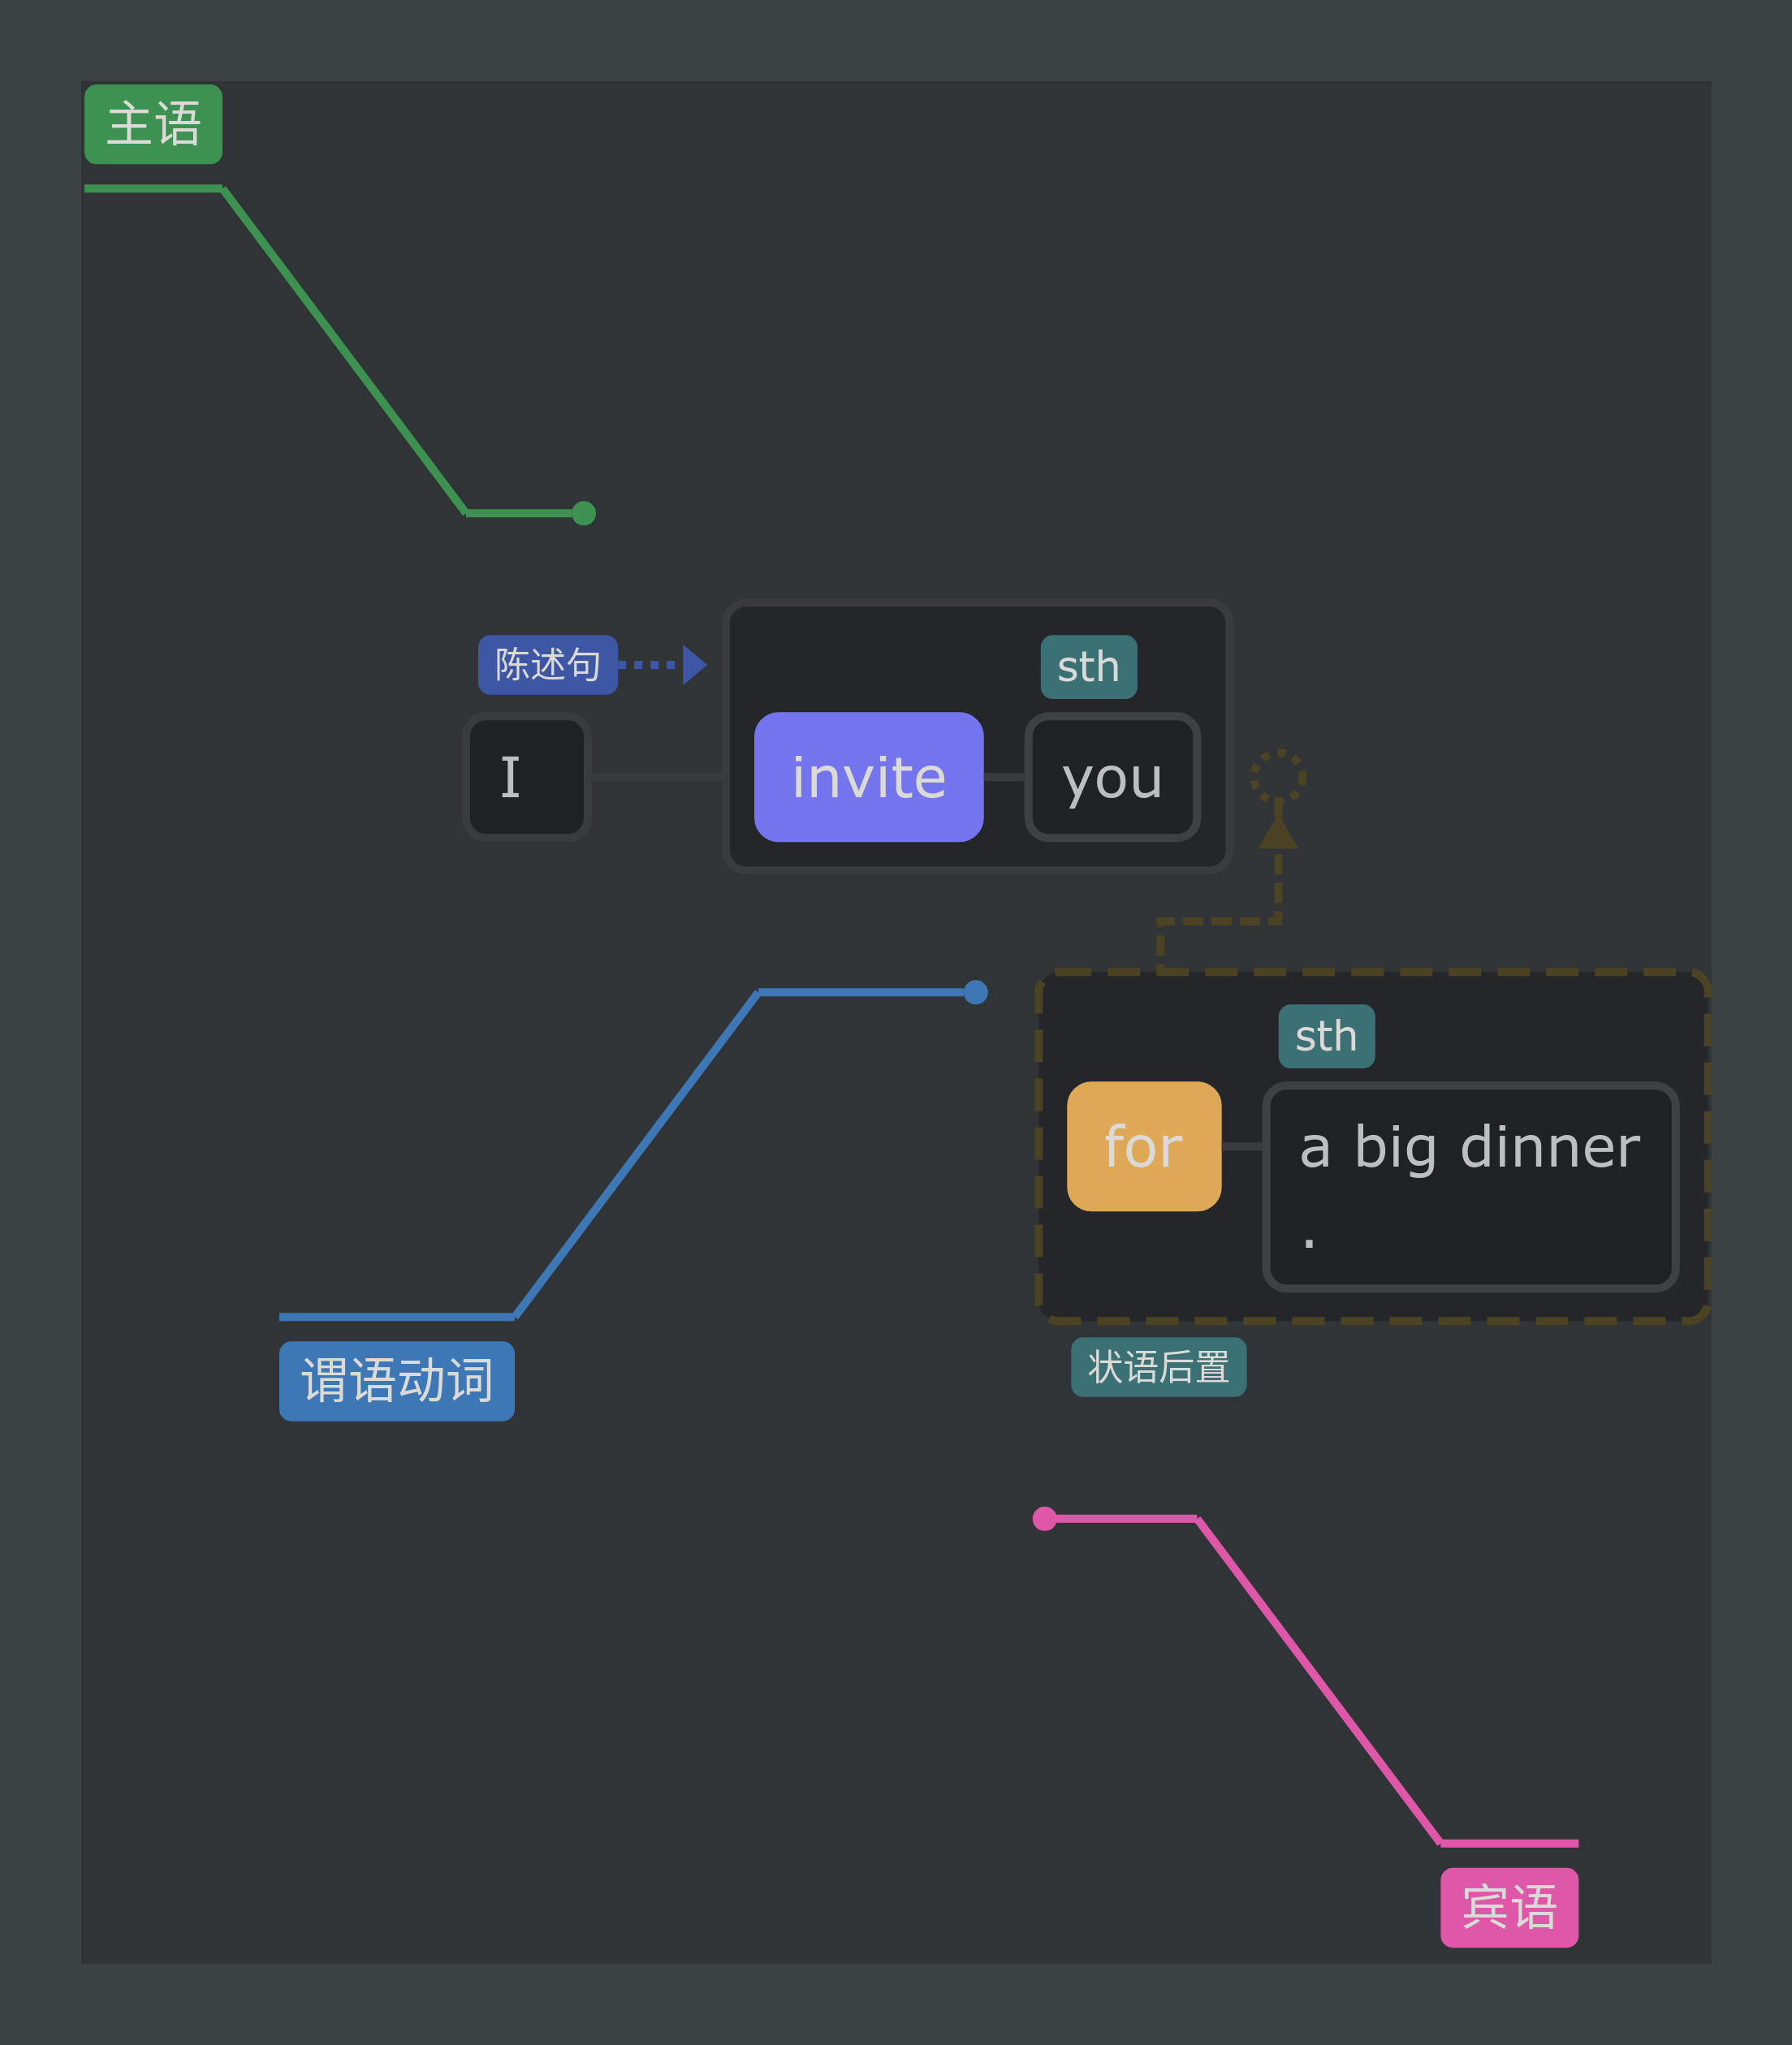 主语
陈述句
sth
I
invite
you
sth
for
a big dinner
.
谓语动词
状语后置
宾语